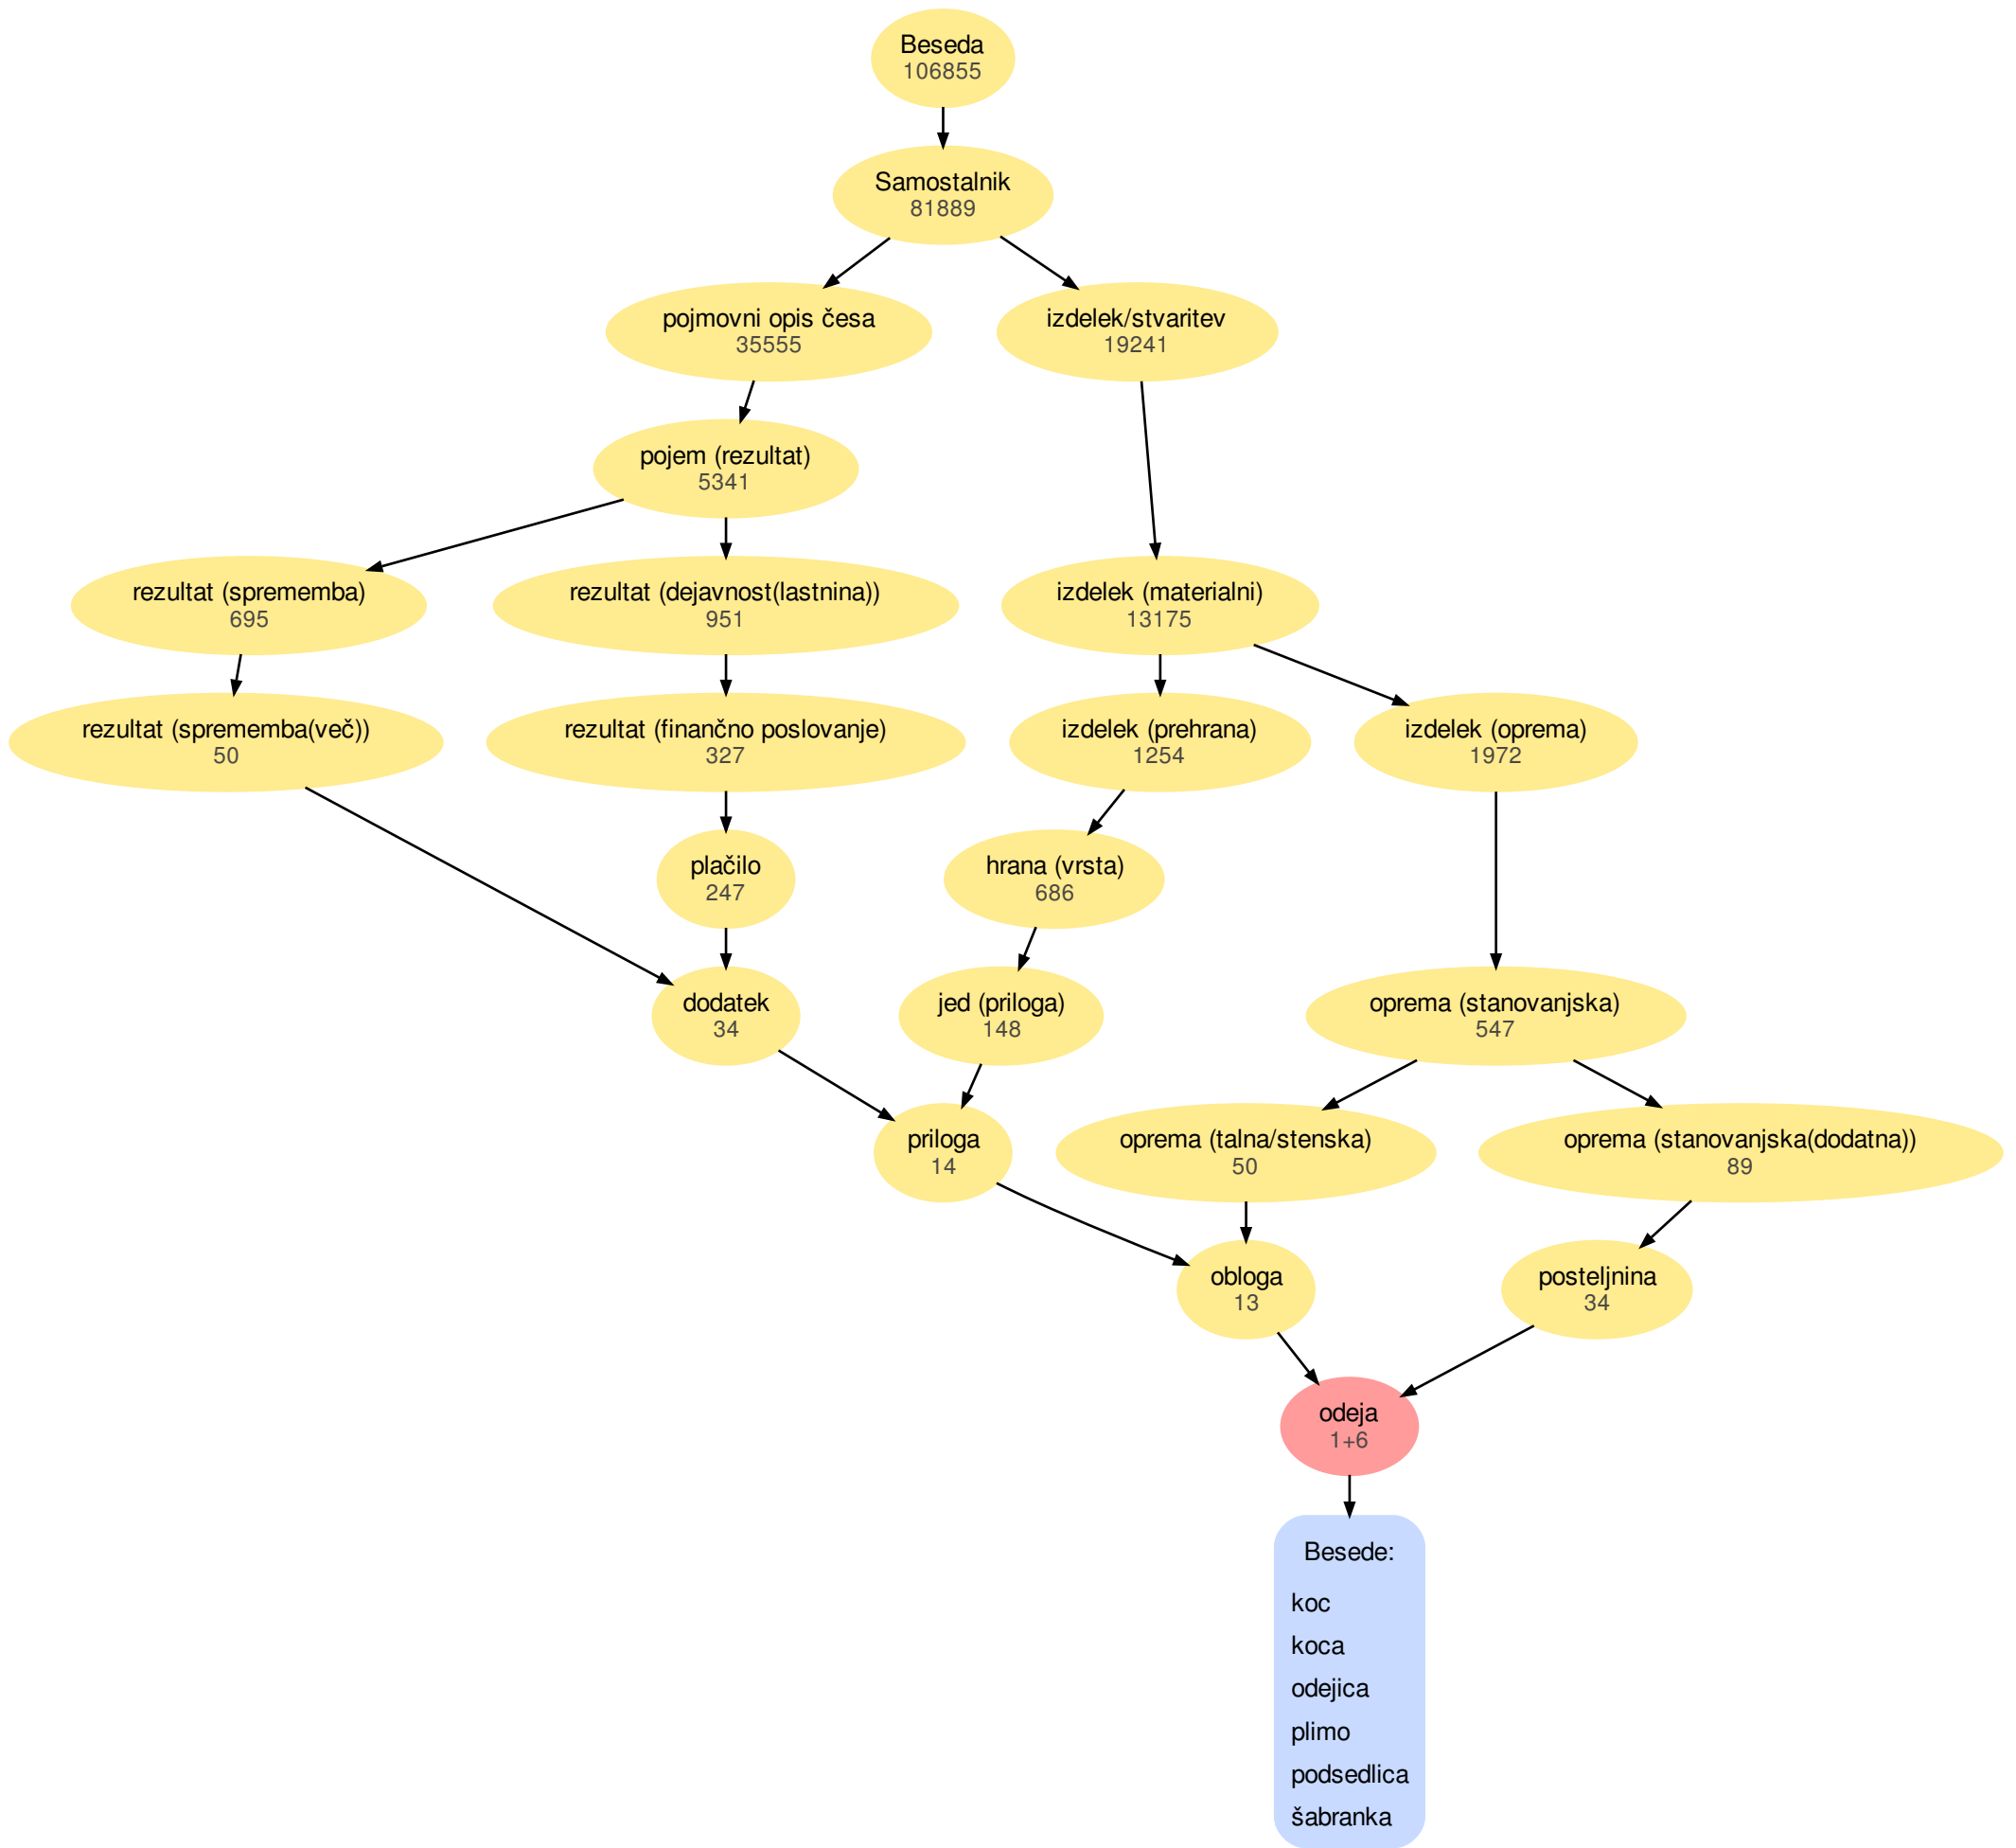 Beseda
106855
Samostalnik
81889
pojmovni opis česa
35555
izdelek/stvaritev
19241
pojem (rezultat)
5341
rezultat (sprememba)
695
rezultat (dejavnost(lastnina))
951
izdelek (materialni)
13175
rezultat (sprememba(več))
50
rezultat (finančno poslovanje)
327
izdelek (prehrana)
1254
izdelek (oprema)
1972
plačilo
247
hrana (vrsta)
686
dodatek
34
jed (priloga)
148
oprema (stanovanjska)
547
priloga
14
oprema (talna/stenska)
50
oprema (stanovanjska(dodatna))
89
obloga
13
posteljnina
34
odeja
1+6
Besede:
koc
koca
odejica
plimo
podsedlica
šabranka